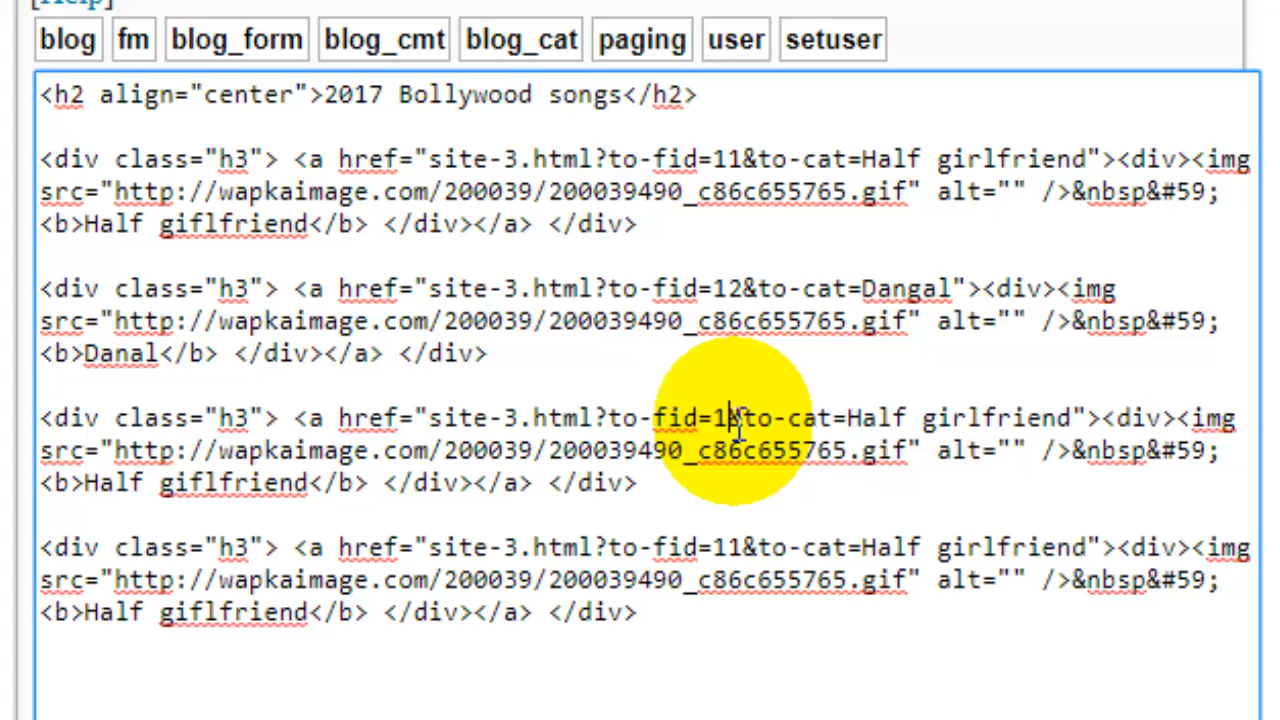 [Help]
blog fm blog_form blog_cmt blog_cat paging user setuser
<h2 align="center">2017 Bollywood songs</h2>
<div class="h3"> <a href="site-3.html?to-fid=11&to-cat=Half girlfriend"><div><img
src="http://wapkaimage.com/200039/200039490_c86c655765.gif" alt="" />&nbsp&#59;
<b>Half giflfriend</b> </div></a> </div>
<div class="h3"> <a href="site-3.html?to-fid=12&to-cat=Dangal"><div><img
src="http://wapkaimage.com/200039/200039490_c86c655765.gif" alt="" />&nbsp&#59;
<b>Danal</b> </div></a> </div>
<div class="h3"> <a href="site-3.html?to-fid=1&to-cat=Half girlfriend"><div><img
src="http://wapkaimage.com/200039/200039490_c86c655765.gif" alt="" />&nbsp&#59;
<b>Half giflfriend</b> </div></a> </div>
<div class="h3"> <a href="site-3.html?to-fid=11&to-cat=Half girlfriend"><div><img
src="http://wapkaimage.com/200039/200039490_c86c655765.gif" alt="" />&nbsp&#59;
<b>Half giflfriend</b> </div></a> </div>